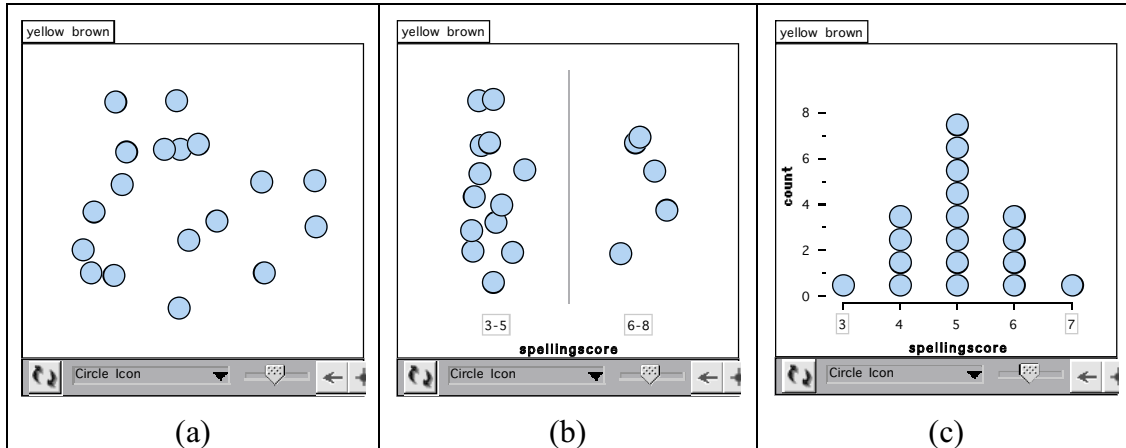 yellow brown
Circle Icon
(a)
yellow brown
3-5
6-8
spellingscore
Circle Icon
(b)
yellow brown
8
6
4
2
0
count
3
4
5
6
7
spellingscore
Circle Icon
(c)